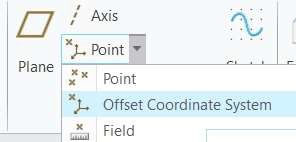 Axis
Plane
Point
Point
Offset Coordinate System
Field